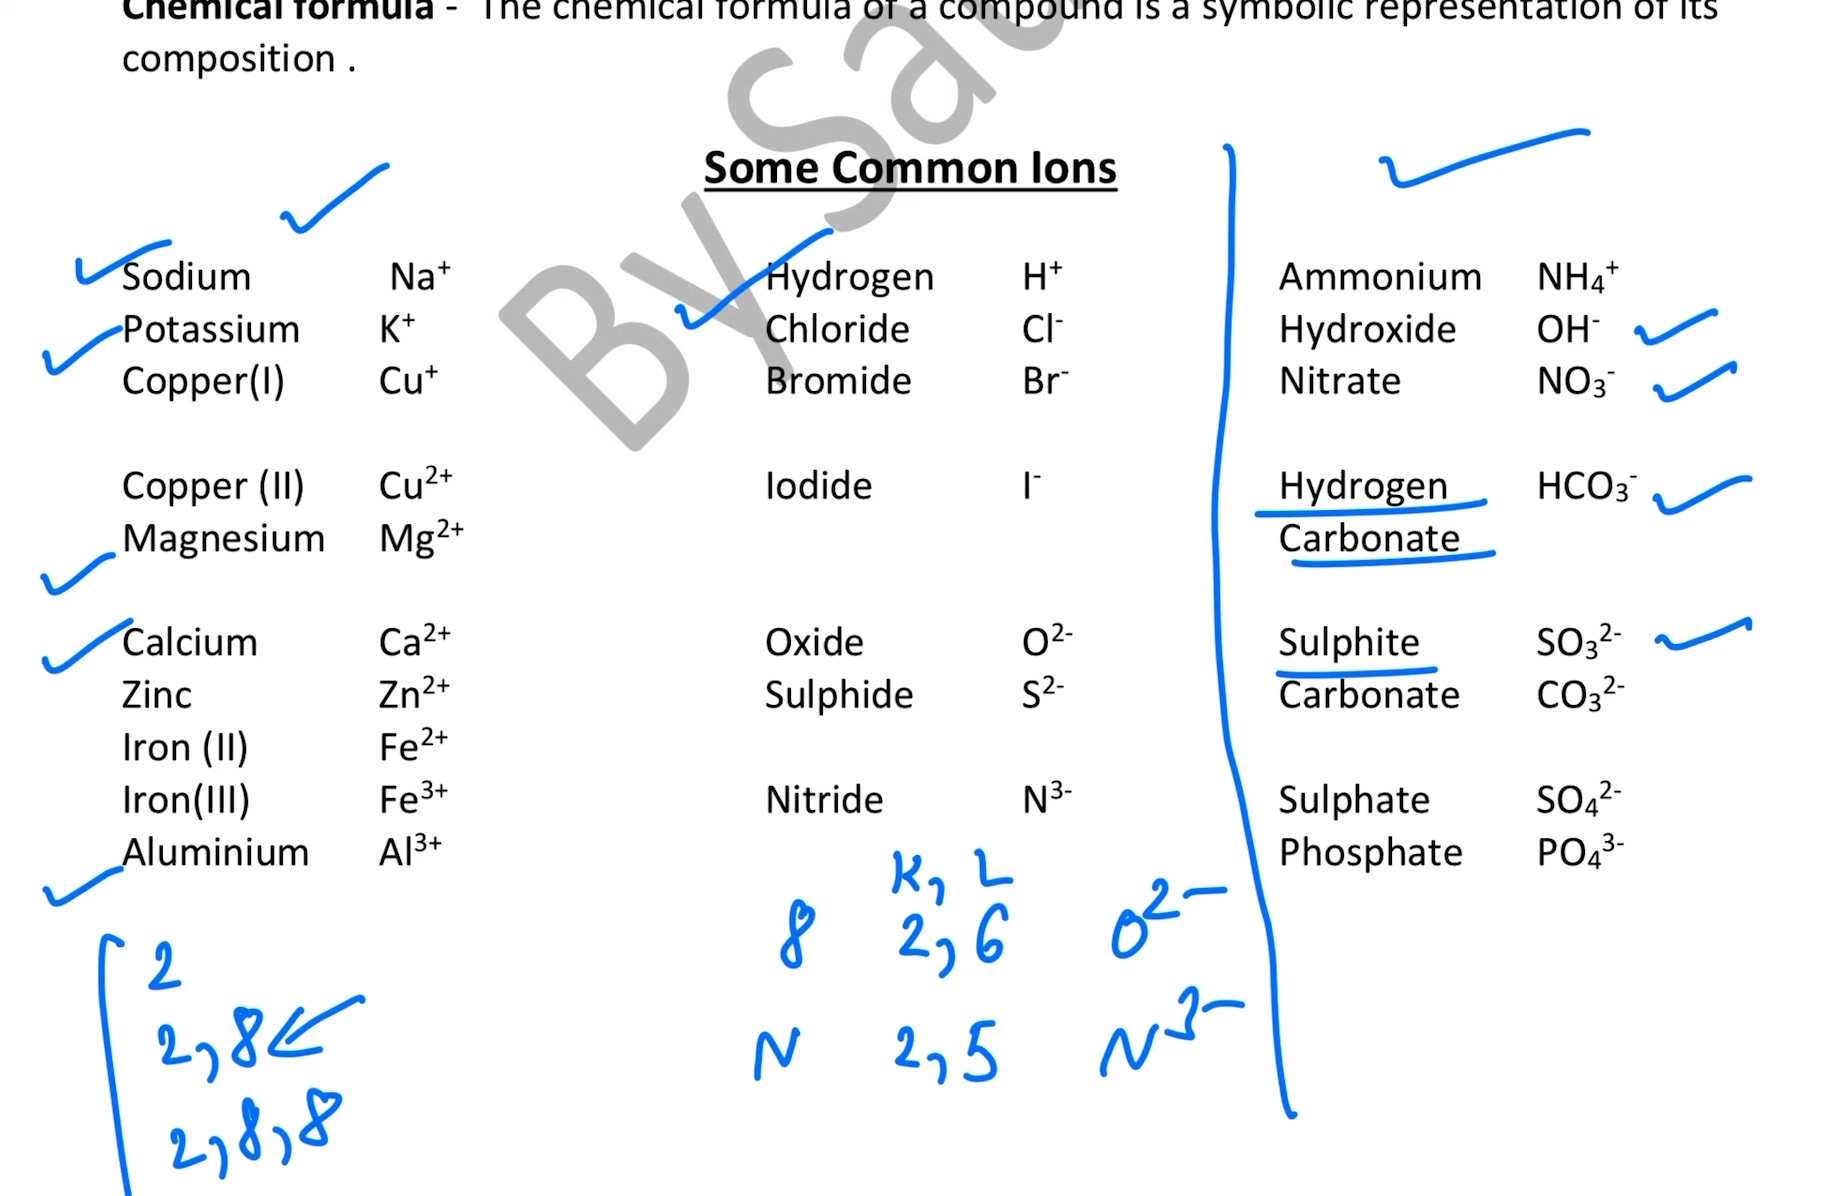 Chemical formula - The chemical formula of a compound is a symbolic representation of its
composition .
Some Common Ions
Sodium Na⁺ Hydrogen H⁺ Ammonium NH₄⁺
Potassium K⁺ Chloride Cl⁻ Hydroxide OH⁻
Copper(I) Cu⁺ Bromide Br⁻ Nitrate NO₃⁻
Copper (II) Cu²⁺ Iodide I⁻ Hydrogen HCO₃⁻
Magnesium Mg²⁺ Carbonate
Calcium Ca²⁺ Oxide O²⁻ Sulphite SO₃²⁻
Zinc Zn²⁺ Sulphide S²⁻ Carbonate CO₃²⁻
Iron (II) Fe²⁺
Iron(III) Fe³⁺ Nitride N³⁻ Sulphate SO₄²⁻
Aluminium Al³⁺ Phosphate PO₄³⁻
K, L
8 2,6 O²⁻
N 2,5 N³⁻
2
2,8
2,8,8
By